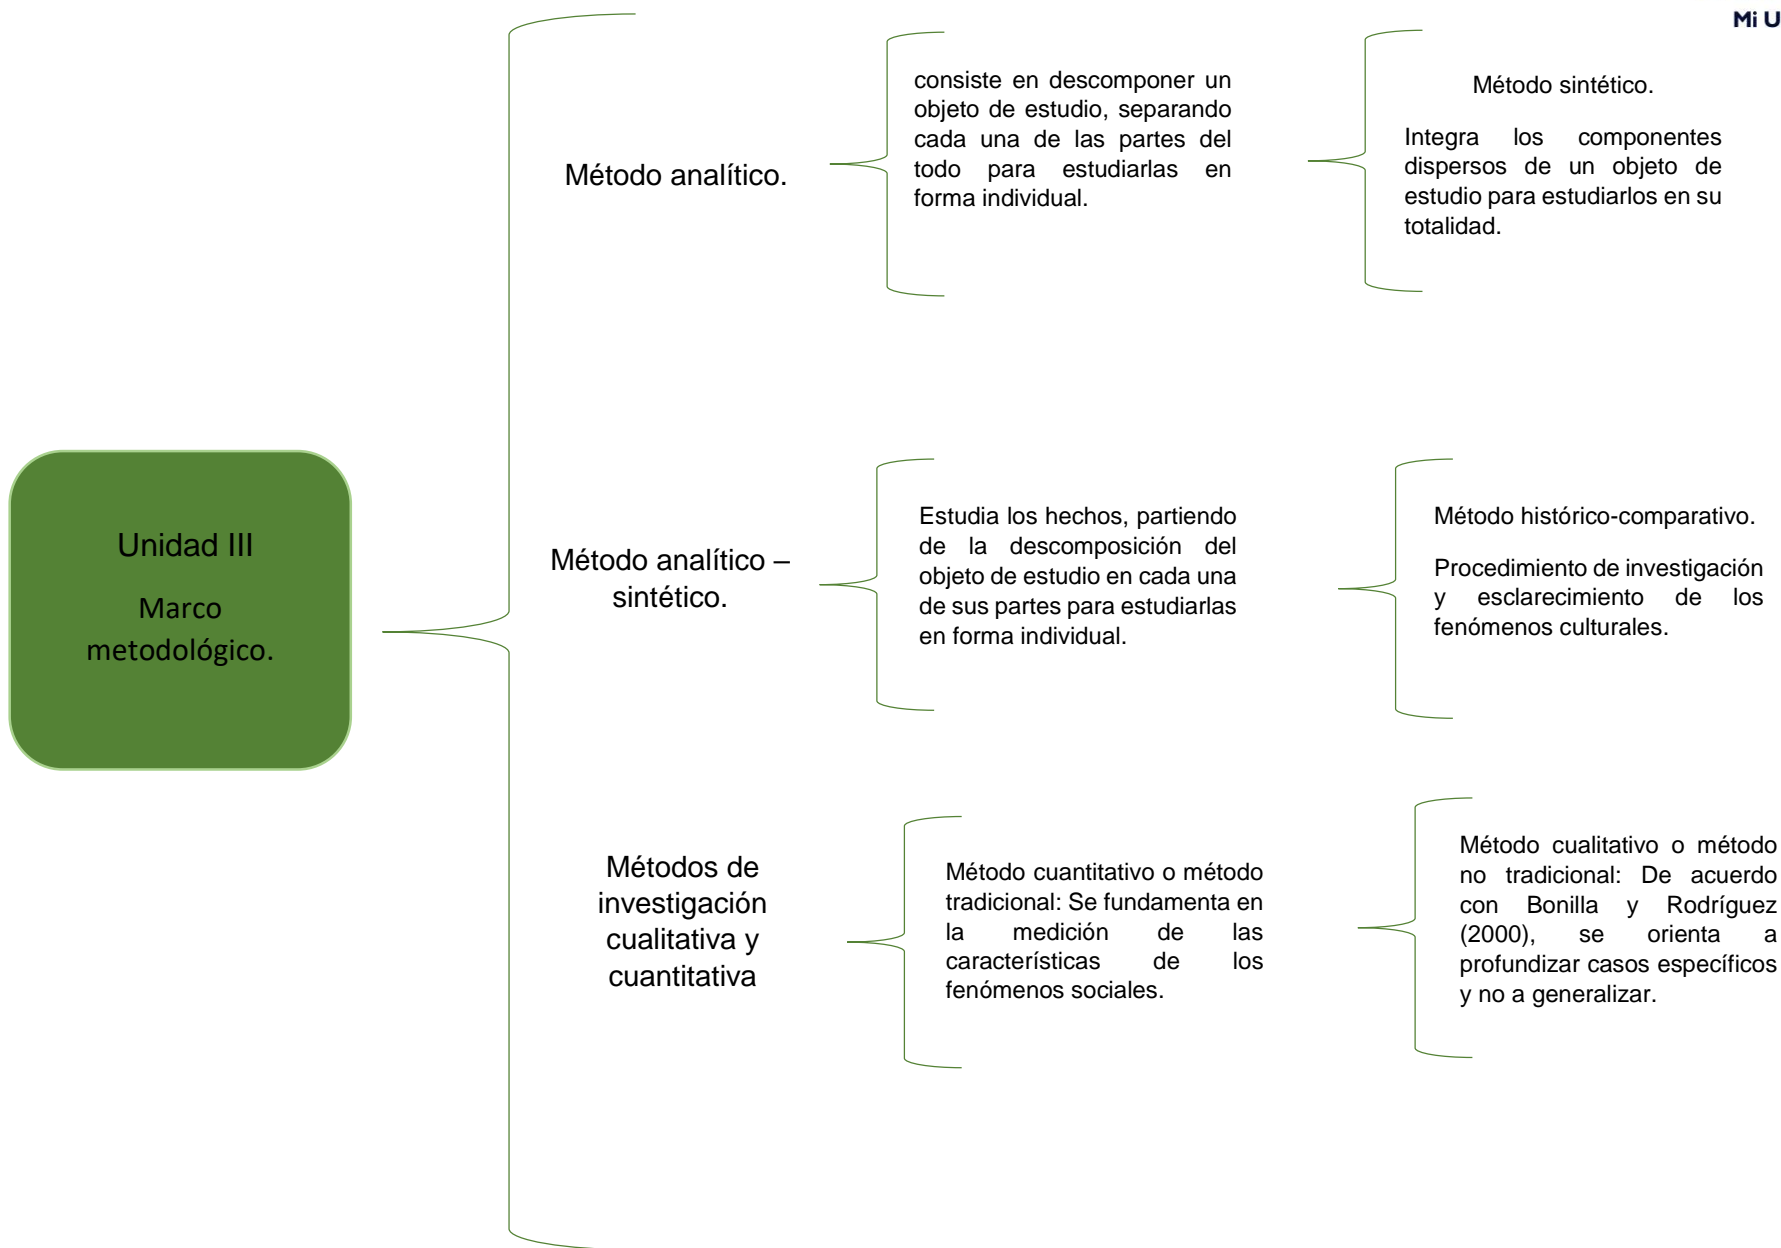 Mi U
Unidad III
Marco
metodológico.
Método analítico.
consiste en descomponer un
objeto de estudio, separando
cada una de las partes del
todo para estudiarlas en
forma individual.
Método sintético.
Integra los componentes
dispersos de un objeto de
estudio para estudiarlos en su
totalidad.
Método analítico –
sintético.
Estudia los hechos, partiendo
de la descomposición del
objeto de estudio en cada una
de sus partes para estudiarlas
en forma individual.
Método histórico-comparativo.
Procedimiento de investigación
y esclarecimiento de los
fenómenos culturales.
Métodos de
investigación
cualitativa y
cuantitativa
Método cuantitativo o método
tradicional: Se fundamenta en
la medición de las
características de los
fenómenos sociales.
Método cualitativo o método
no tradicional: De acuerdo
con Bonilla y Rodríguez
(2000), se orienta a
profundizar casos específicos
y no a generalizar.